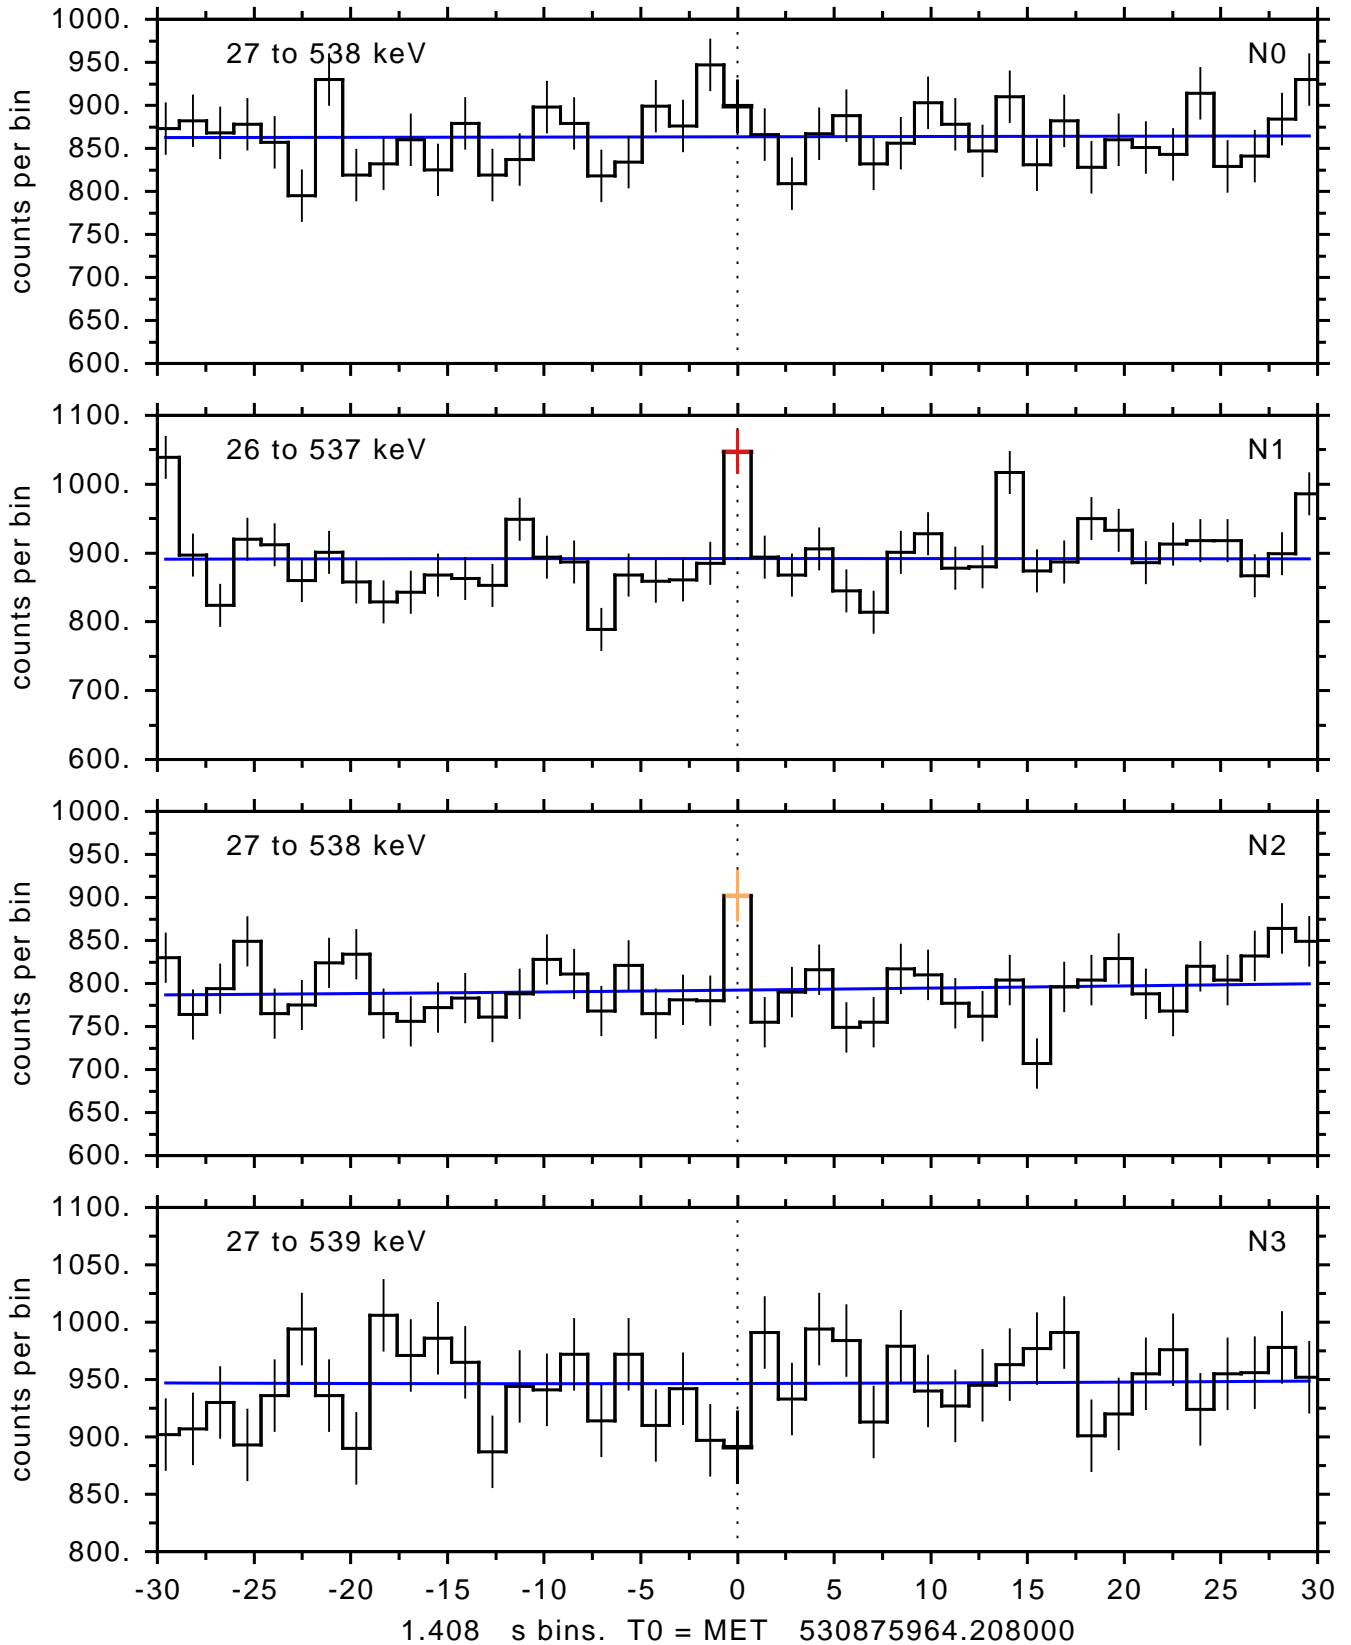 1000.
950.
900.
850.
800.
750.
700.
650.
600.
counts per bin
27 to 538 keV
N0
1100.
1000.
900.
800.
700.
600.
counts per bin
26 to 537 keV
N1
1000.
950.
900.
850.
800.
750.
700.
650.
600.
counts per bin
27 to 538 keV
N2
1100.
1050.
1000.
950.
900.
850.
800.
counts per bin
27 to 539 keV
N3
-30 -25 -20 -15 -10 -5 0 5 10 15 20 25 30
1.408 s bins. T0 = MET 530875964.208000